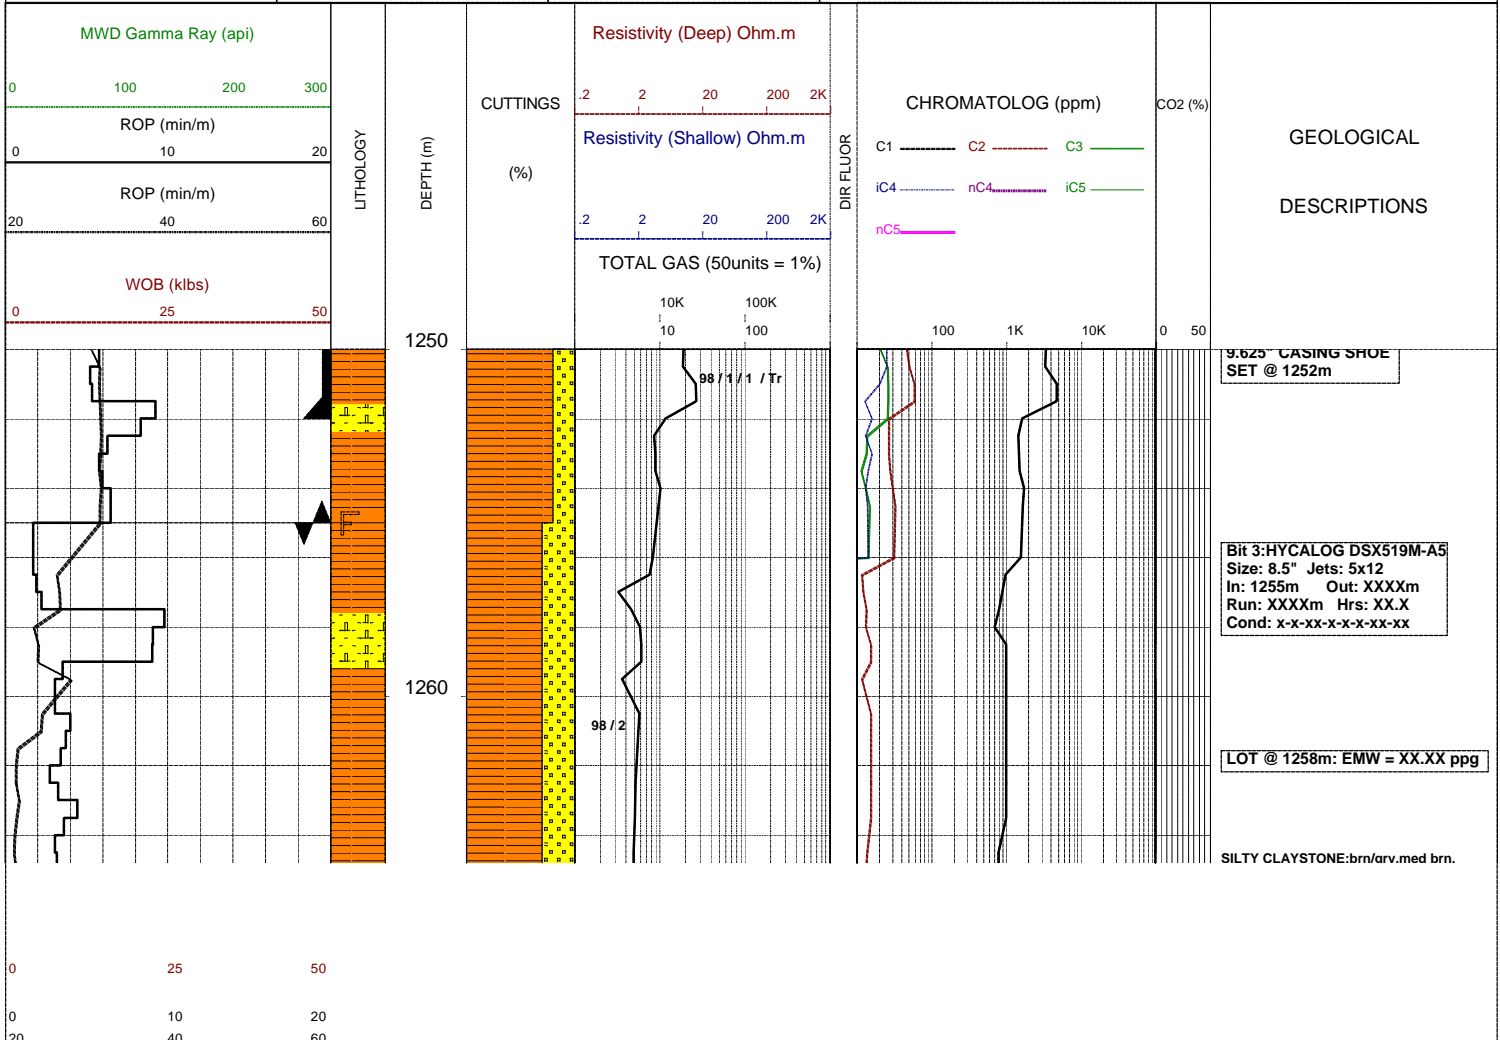 MWD Gamma Ray (api)
0 100 200 300
ROP (min/m)
0 10 20
ROP (min/m)
20 40 60
WOB (klbs)
0 25 50
LITHOLOGY
DEPTH (m)
CUTTINGS
(%)
Resistivity (Deep) Ohm.m
.2 2 20 200 2K
Resistivity (Shallow) Ohm.m
.2 2 20 200 2K
TOTAL GAS (50units = 1%)
10K 100K
10 100
DIR FLUOR
CHROMATOLOG (ppm)
C1 C2 C3
iC4 nC4 iC5
nC5
100 1K 10K
CO2 (%)
0 50
GEOLOGICAL
DESCRIPTIONS
1250
98 / 1 / 1 / Tr
9.625" CASING SHOE
SET @ 1252m
F
Bit 3:HYCALOG DSX519M-A5
Size: 8.5" Jets: 5x12
In: 1255m Out: XXXXm
Run: XXXXm Hrs: XX.X
Cond: x-x-xx-x-x-x-xx-xx
1260
98 / 2
LOT @ 1258m: EMW = XX.XX ppg
SILTY CLAYSTONE:brn/gry,med brn,
0 25 50
0 10 20
20 40 60